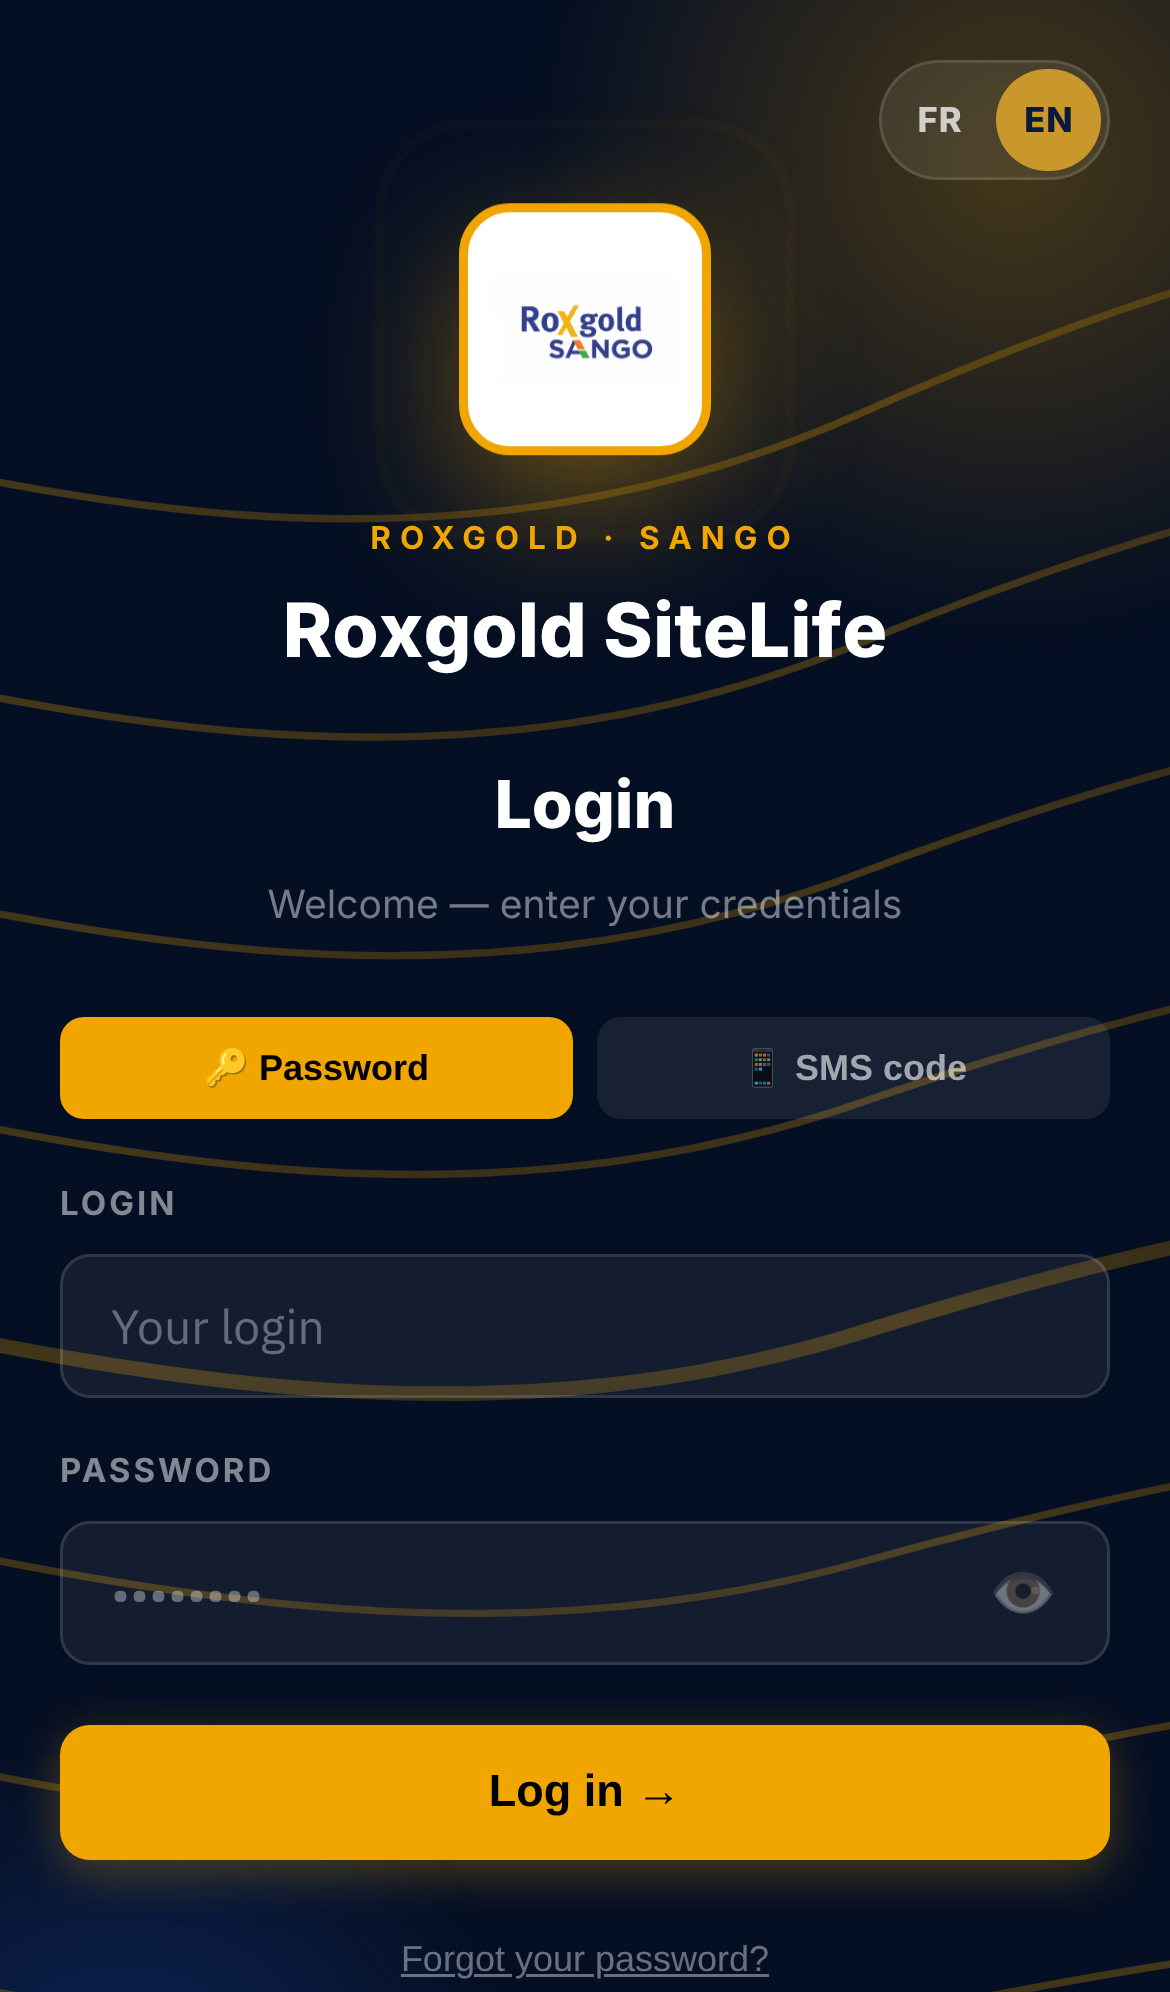 FR EN
Roxgold
SANGO
ROXGOLD · SANGO
Roxgold SiteLife
Login
Welcome — enter your credentials
🔑 Password 📱 SMS code
LOGIN
Your login
PASSWORD
••••••••
Log in →
Forgot your password?